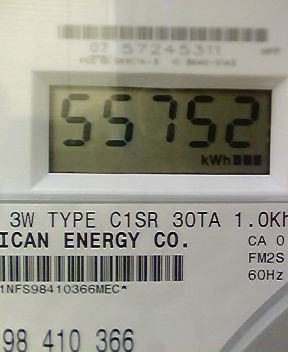 07 57245311
55752
kWh
3W TYPE C1SR 30TA 1.0Kh
ICAN ENERGY CO.
CA 0
FM2S
60Hz
1NFS98410366MEC*
98 410 366